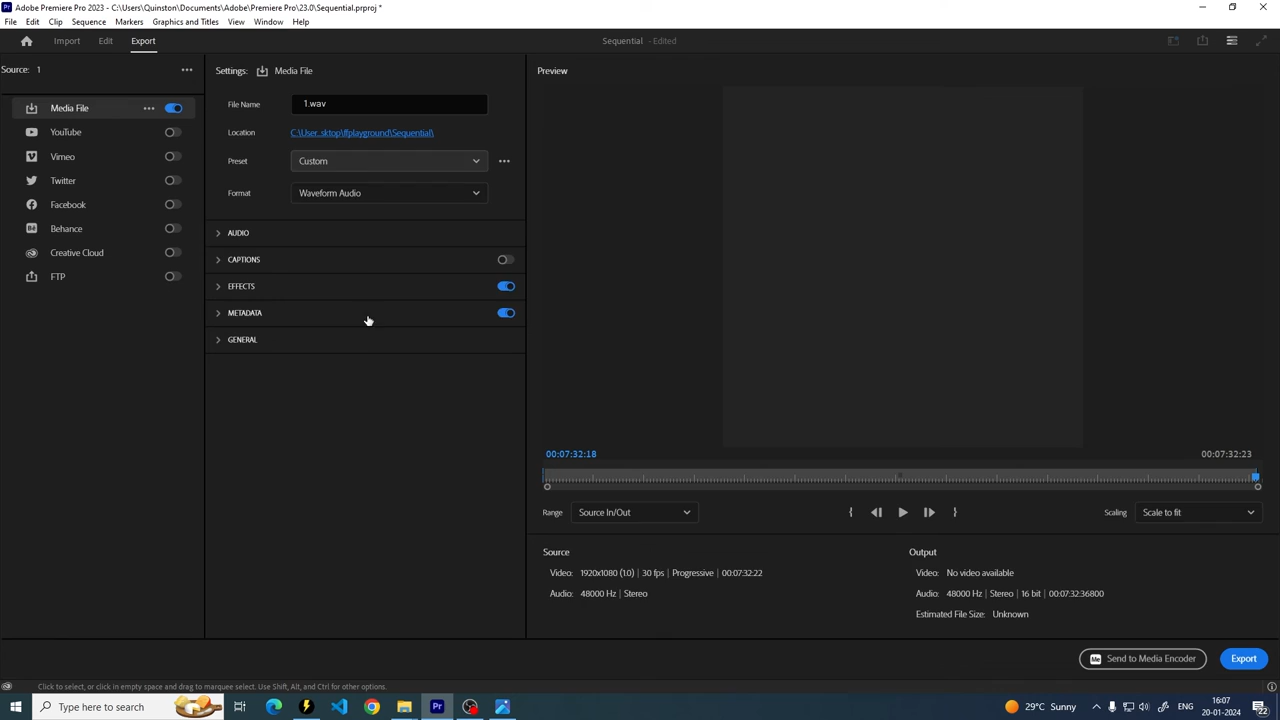 Adobe Premiere Pro 2023 - C:\Users\Quinston\Documents\Adobe\Premiere Pro\23.0\Sequential.prproj *
File Edit Clip Sequence Markers Graphics and Titles View Window Help
Import Edit Export
Sequential - Edited
Source: 1
Media File
YouTube
Vimeo
Twitter
Facebook
Behance
Creative Cloud
FTP
Settings: Media File
File Name 1.wav
Location C:\User..sktop\ffplayground\Sequential\
Preset Custom
Format Waveform Audio
AUDIO
CAPTIONS
EFFECTS
METADATA
GENERAL
Preview
00:07:32:18 00:07:32:23
Range Source In/Out Scaling Scale to fit
Source
Video: 1920x1080 (1.0) | 30 fps | Progressive | 00:07:32:22
Audio: 48000 Hz | Stereo
Output
Video: No video available
Audio: 48000 Hz | Stereo | 16 bit | 00:07:32:36800
Estimated File Size: Unknown
Me Send to Media Encoder Export
Click to select, or click in empty space and drag to marquee select. Use Shift, Alt, and Ctrl for other options.
Type here to search
Pr
29°C Sunny
ENG
16:07
20-01-2024
22